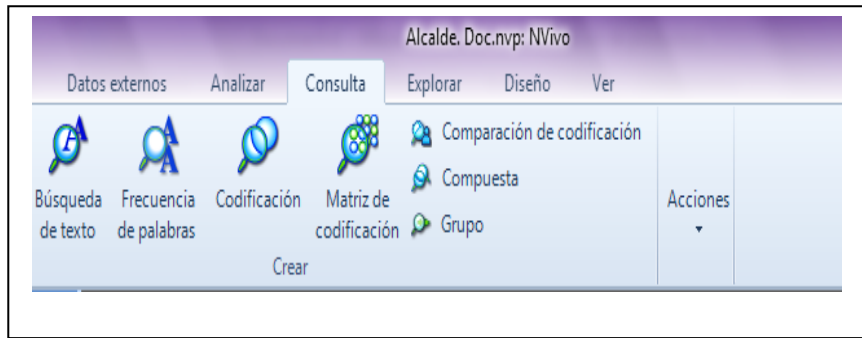 Alcalde. Doc.nvp: NVivo
Datos externos Analizar Consulta Explorar Diseño Ver
Búsqueda de texto
Frecuencia de palabras
Codificación
Matriz de codificación
Comparación de codificación
Compuesta
Grupo
Acciones
Crear